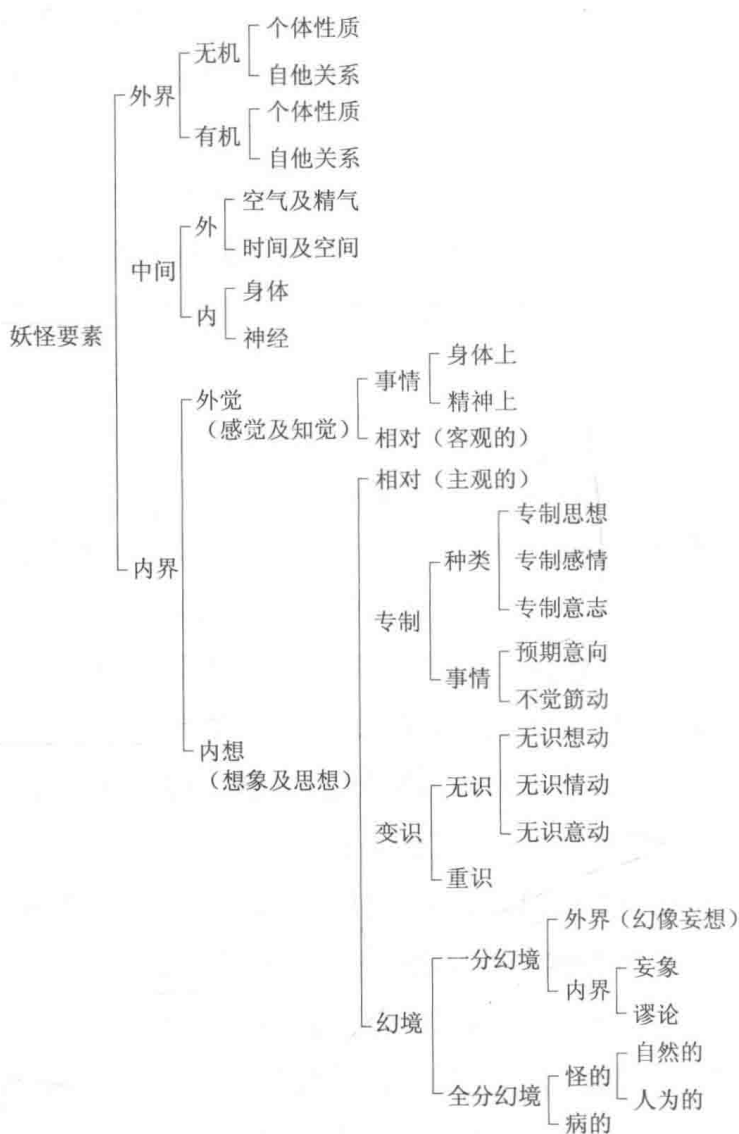 个体性质
无机
自他关系
外界
个体性质
有机
自他关系
空气及精气
外
时间及空间
中间
身体
内
神经
妖怪要素
身体上
事情
精神上
外觉
(感觉及知觉)
相对(客观的)
相对(主观的)
专制思想
种类
专制感情
内界
专制意志
专制
预期意向
事情
不觉筋动
无识想动
内想
(想象及思想)
无识
无识情动
变识
无识意动
重识
外界(幻像妄想)
一分幻境
妄象
内界
谬论
幻境
自然的
怪的
全分幻境
人为的
病的